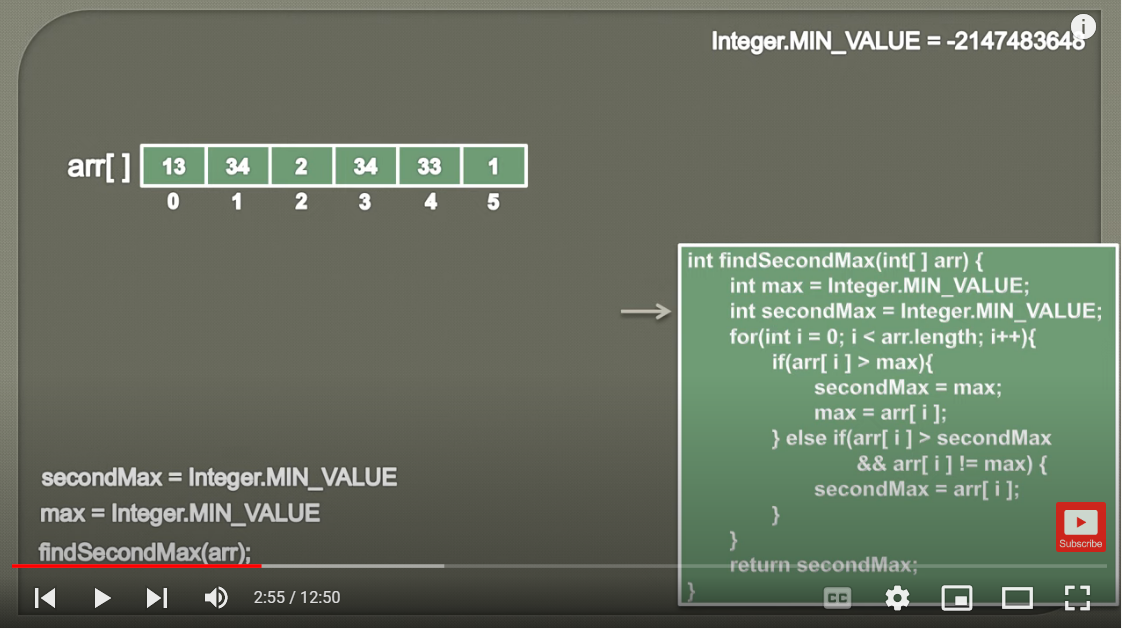 Integer.MIN_VALUE = -2147483648
i
arr[ ] 13 34 2 34 33 1
0 1 2 3 4 5
int findSecondMax(int[ ] arr) {
int max = Integer.MIN_VALUE;
int secondMax = Integer.MIN_VALUE;
for(int i = 0; i < arr.length; i++){
if(arr[ i ] > max){
secondMax = max;
max = arr[ i ];
} else if(arr[ i ] > secondMax
&& arr[ i ] != max) {
secondMax = arr[ i ];
}
}
return secondMax;
}
secondMax = Integer.MIN_VALUE
max = Integer.MIN_VALUE
findSecondMax(arr);
Subscribe
2:55 / 12:50
CC